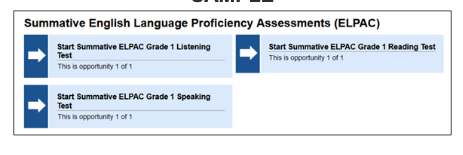 SAMPLE
Summative English Language Proficiency Assessments (ELPAC)
Start Summative ELPAC Grade 1 Listening
Test
This is opportunity 1 of 1
Start Summative ELPAC Grade 1 Reading Test
This is opportunity 1 of 1
Start Summative ELPAC Grade 1 Speaking
Test
This is opportunity 1 of 1